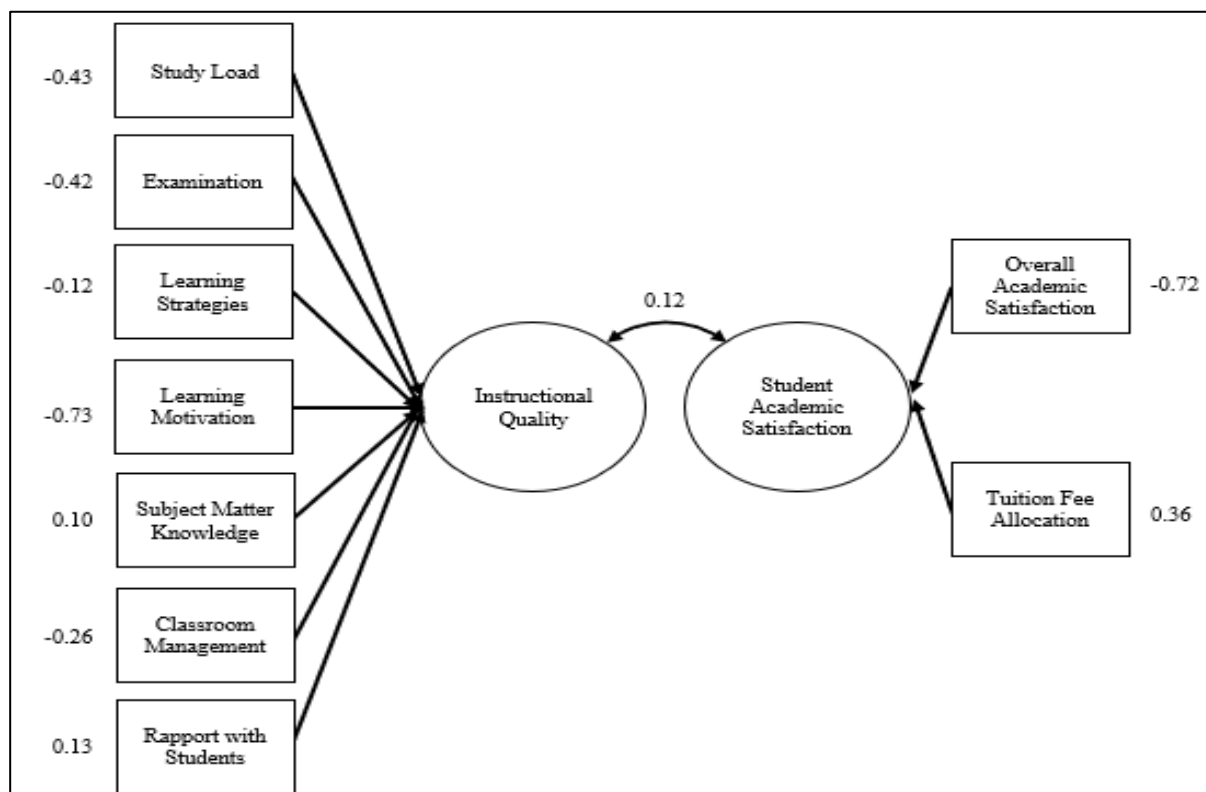 -0.43
Study Load
-0.42
Examination
-0.12
Learning
Strategies
-0.73
Learning
Motivation
0.10
Subject Matter
Knowledge
-0.26
Classroom
Management
0.13
Rapport with
Students
Instructional
Quality
0.12
Student
Academic
Satisfaction
Overall
Academic
Satisfaction
-0.72
Tuition Fee
Allocation
0.36